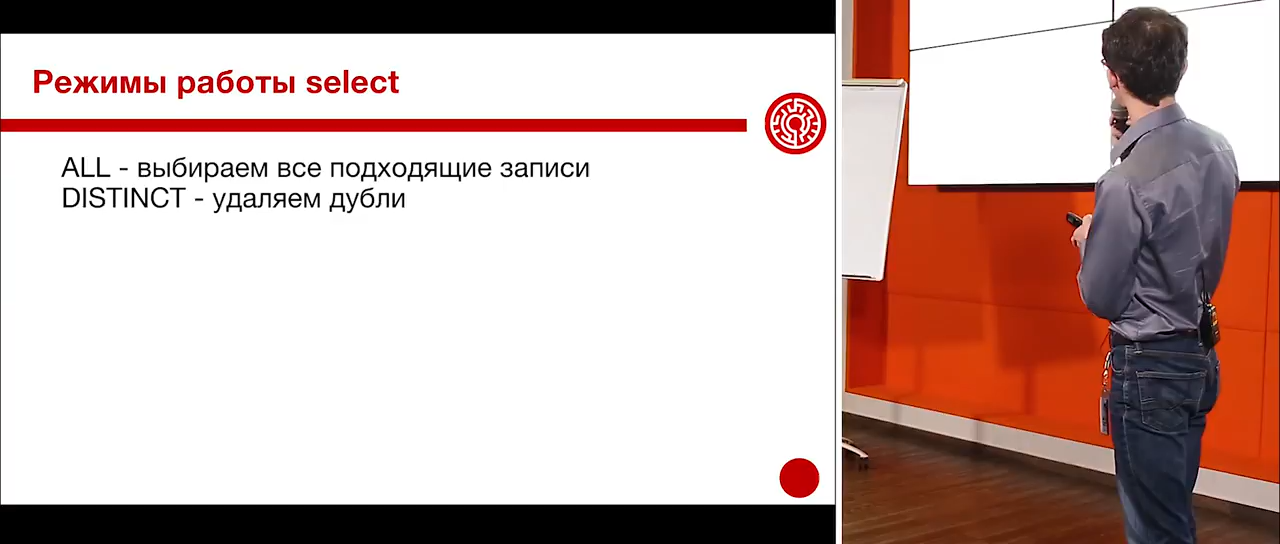 Режимы работы select
ALL - выбираем все подходящие записи
DISTINCT - удаляем дубли